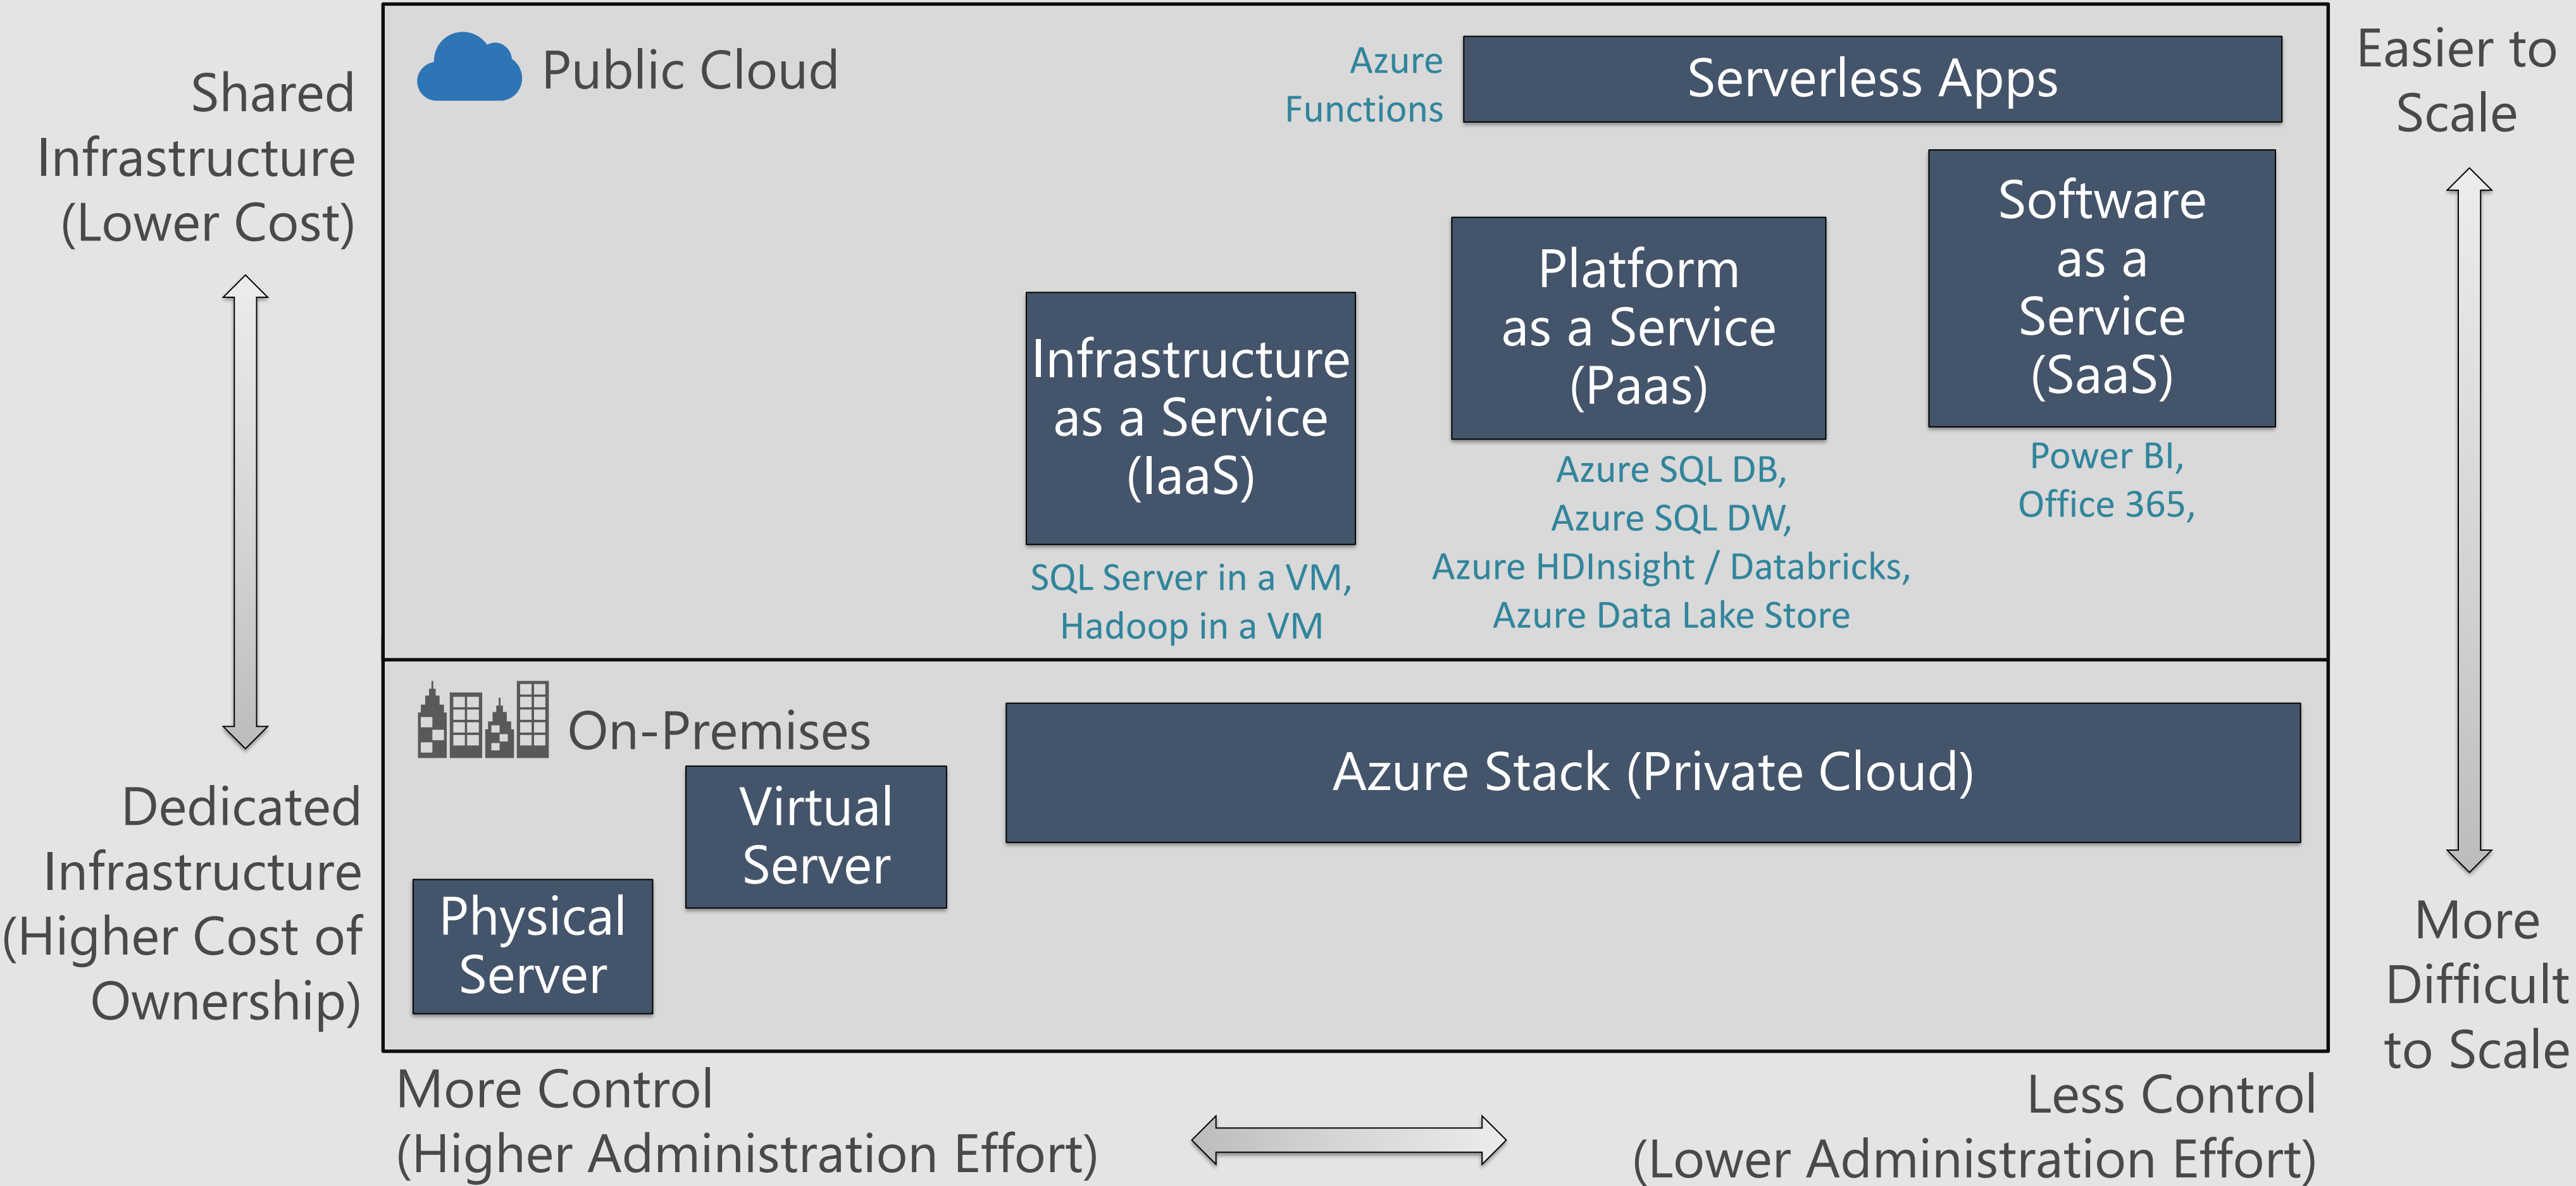 Shared
Infrastructure
(Lower Cost)
Dedicated
Infrastructure
(Higher Cost of
Ownership)
Public Cloud
Azure
Functions
Serverless Apps
Infrastructure
as a Service
(IaaS)
SQL Server in a VM,
Hadoop in a VM
Platform
as a Service
(Paas)
Azure SQL DB,
Azure SQL DW,
Azure HDInsight / Databricks,
Azure Data Lake Store
Software
as a
Service
(SaaS)
Power BI,
Office 365,
On-Premises
Physical
Server
Virtual
Server
Azure Stack (Private Cloud)
Easier to
Scale
More
Difficult
to Scale
More Control
(Higher Administration Effort)
Less Control
(Lower Administration Effort)